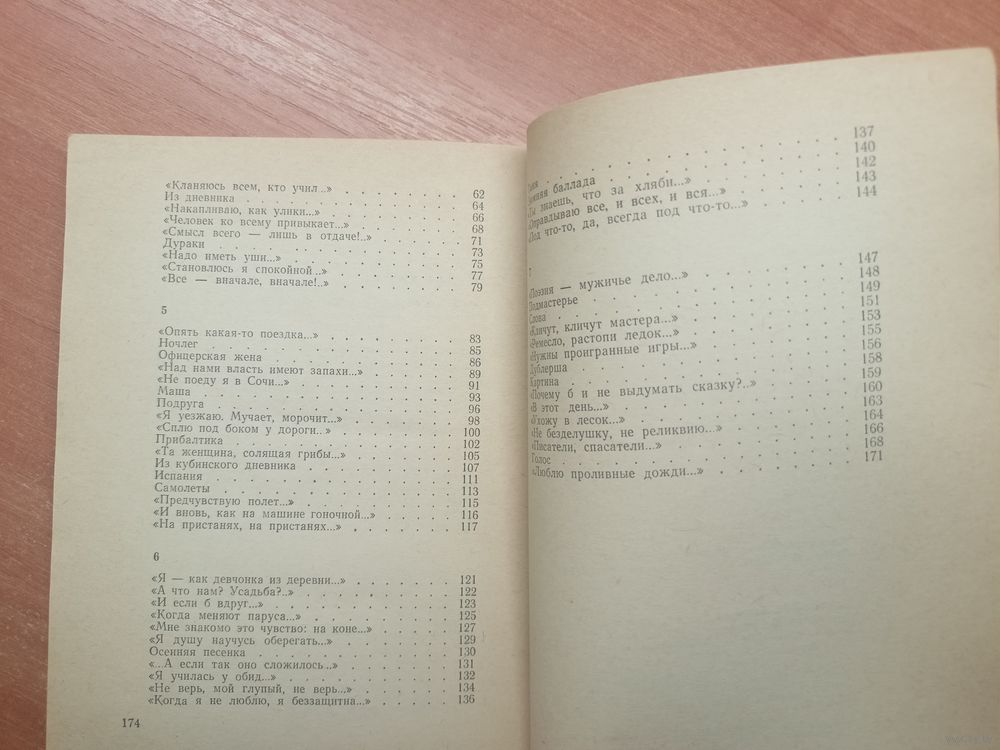 «Кланяюсь всем, кто учил...» . . . . . . . 62
Из дневника . . . . . . . . . . . 64
«Накапливаю, как улики...» . . . . . . . 66
«Человек ко всему привыкает...» . . . . . . 68
«Смысл всего — лишь в отдаче!..» . . . . . 71
Дураки . . . . . . . . . . . . 73
«Надо иметь уши...» . . . . . . . . . 75
«Становлюсь я спокойной...» . . . . . . . 77
«Все — вначале, вначале!..» . . . . . . . 79
5
«Опять какая-то поездка...» . . . . . . . 83
Ночлег . . . . . . . . . . . . 85
Офицерская жена . . . . . . . . . . 86
«Над нами власть имеют запахи...» . . . . . 89
«Не поеду я в Сочи...» . . . . . . . . 91
Маша . . . . . . . . . . . . . 93
Подруга . . . . . . . . . . . . 96
«Я уезжаю. Мучает, морочит...» . . . . . . 98
«Сплю под боком у дороги...» . . . . . . 100
Прибалтика . . . . . . . . . . . 102
«Та женщина, солящая грибы...» . . . . . . 105
Из кубинского дневника . . . . . . . . 107
Испания . . . . . . . . . . . . 111
Самолеты . . . . . . . . . . . . 113
«Предчувствую полет...» . . . . . . . . 115
«И вновь, как на машине гоночной...» . . . . 116
«На пристанях, на пристанях...» . . . . . . 117
6
«Я — как девчонка из деревни...» . . . . . . 121
«А что нам? Усадьба?..» . . . . . . . . 122
«И если б вдруг...» . . . . . . . . . 123
«Когда меняют паруса...» . . . . . . . . 125
«Мне знакомо это чувство: на коне...» . . . . 127
«Я душу научусь оберегать...» . . . . . . 129
Осенняя песенка . . . . . . . . . . 130
«...А если так оно сложилось...» . . . . . . 131
«Я училась у обид...» . . . . . . . . . 132
«Не верь, мой глупый, не верь...» . . . . . 134
«Когда я не люблю, я беззащитна...» . . . . . 136
174
. . . . . . . . . . . . 137
Зимняя баллада . . . . . . . . . . 140
«Ты знаешь, что за хляби...» . . . . . . . 142
«Оправдываю все, и всех, и вся...» . . . . . 143
«Под что-то, да, всегда под что-то...» . . . . 144
7
«Поэзия — мужичье дело...» . . . . . . . 147
Подмастерье . . . . . . . . . . . 148
Слова . . . . . . . . . . . . . 149
«Кличут, кличут мастера...» . . . . . . . 151
«Ремесло, растопи ледок...» . . . . . . . 153
«Нужны проигранные игры...» . . . . . . . 155
Дублерша . . . . . . . . . . . . 156
Картина . . . . . . . . . . . . 158
«Почему б и не выдумать сказку?..» . . . . . 159
«В этот день...» . . . . . . . . . . 160
«Ухожу в лесок...» . . . . . . . . . 163
«Не безделушку, не реликвию...» . . . . . . 164
«Писатели, спасатели...» . . . . . . . . 166
Голос . . . . . . . . . . . . . 168
«Люблю проливные дожди...» . . . . . . . 171